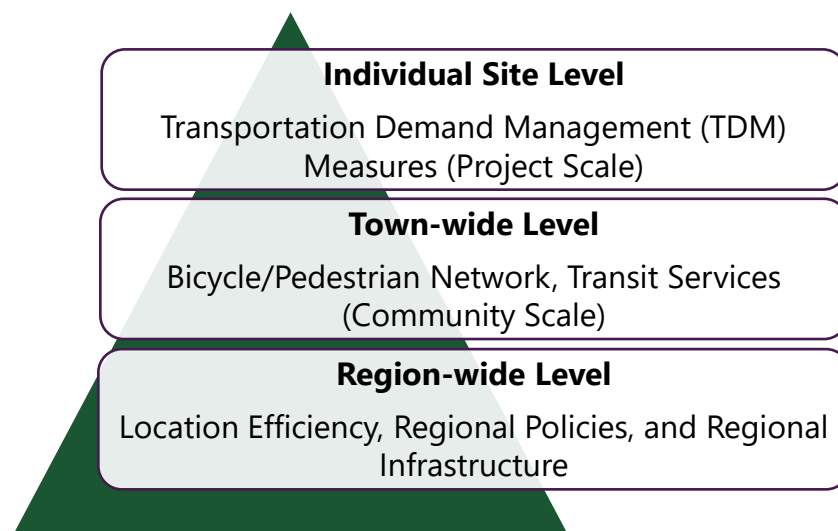 Individual Site Level
Transportation Demand Management (TDM)
Measures (Project Scale)
Town-wide Level
Bicycle/Pedestrian Network, Transit Services
(Community Scale)
Region-wide Level
Location Efficiency, Regional Policies, and Regional
Infrastructure